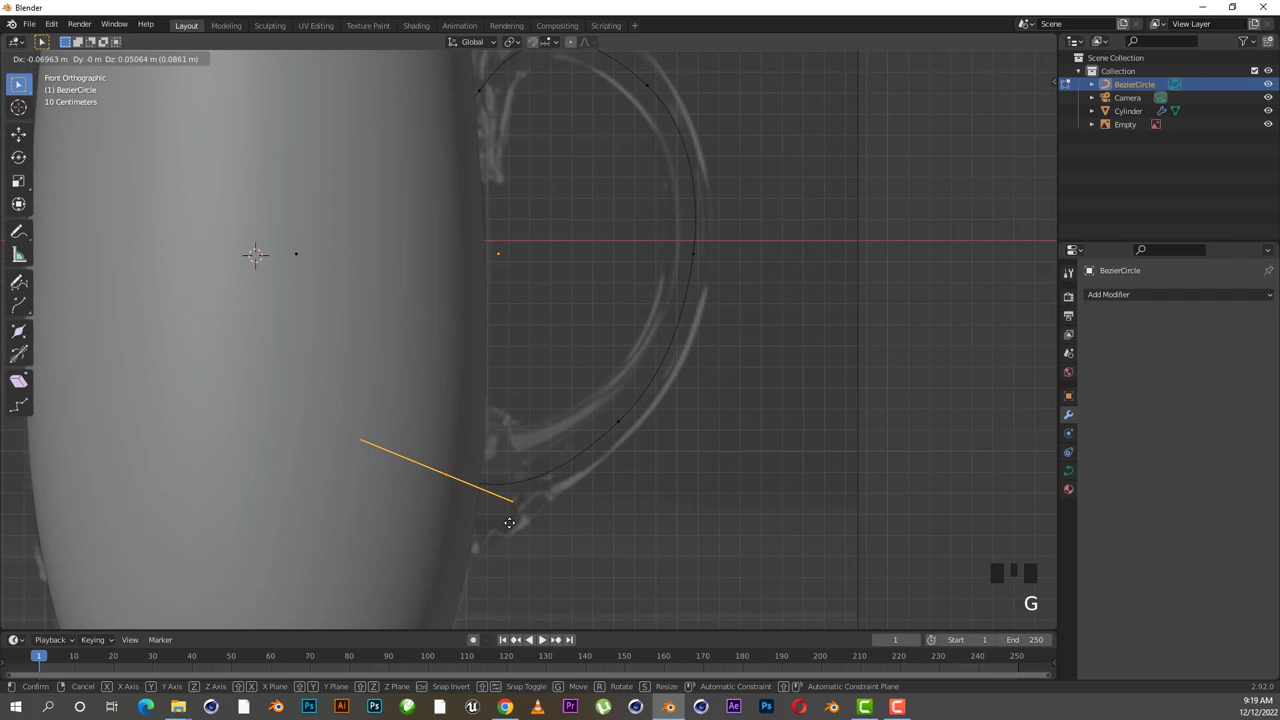 Blender
File Edit Render Window Help Layout Modeling Sculpting UV Editing Texture Paint Shading Animation Rendering Compositing Scripting + Scene View Layer
Global
Dx: -0.06963 m Dy: -0 m Dz: 0.05064 m (0.0861 m)
Front Orthographic
(1) BezierCircle
10 Centimeters
Scene Collection
Collection
BezierCircle
Camera
Cylinder
Empty
BezierCircle
Add Modifier
G
Playback Keying View Marker 1 Start 1 End 250
1 10 20 30 40 50 60 70 80 90 100 110 120 130 140 150 160 170 180 190 200 210 220 230 240 250
Confirm Cancel X X Axis Y Y Axis Z Z Axis X X Plane Y Y Plane Z Z Plane Ctrl Snap Invert Snap Toggle G Move R Rotate S Resize Automatic Constraint Automatic Constraint Plane 2.92.0
9:19 AM
12/12/2022